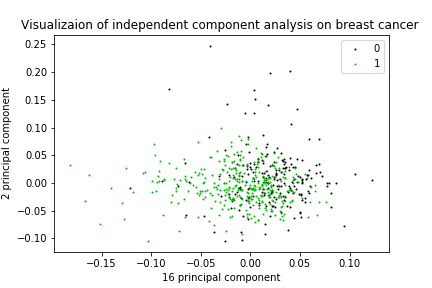 Visualizaion of independent component analysis on breast cancer
0
1
0.25
0.20
0.15
0.10
0.05
0.00
−0.05
−0.10
2 principal component
−0.15 −0.10 −0.05 0.00 0.05 0.10
16 principal component